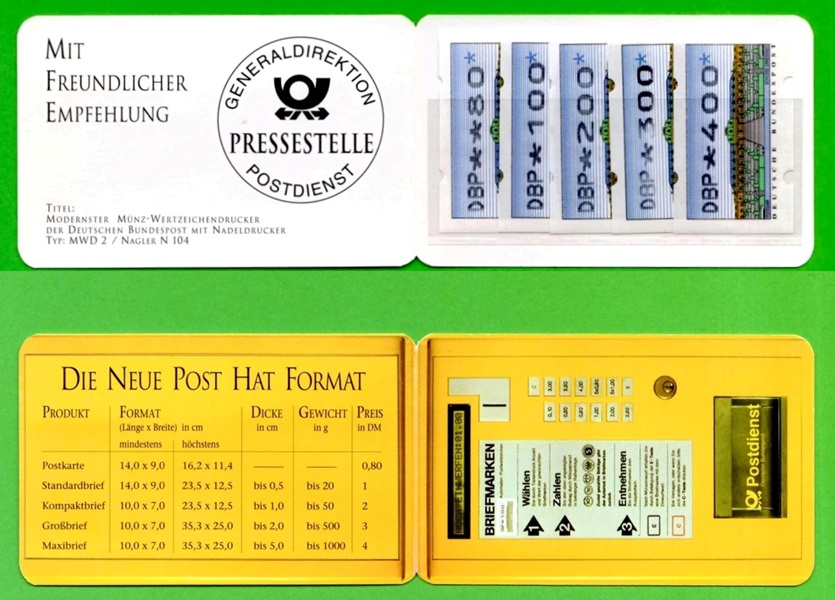 MIT
FREUNDLICHER
EMPFEHLUNG
GENERALDIREKTION
PRESSESTELLE
POSTDIENST
TITEL:
MODERNSTER MÜNZ-WERTZEICHENDRUCKER
DER DEUTSCHEN BUNDESPOST MIT NADELDRUCKER
TYP: MWD 2 / NAGLER N 104
DBP**80*
DBP*100*
DBP*200*
DBP*300*
DBP*400*
DEUTSCHE BUNDESPOST
DIE NEUE POST HAT FORMAT
PRODUKT FORMAT DICKE GEWICHT PREIS
(Länge x Breite) in cm in cm in g in DM
mindestens höchstens
Postkarte 14,0 x 9,0 16,2 x 11,4 — — 0,80
Standardbrief 14,0 x 9,0 23,5 x 12,5 bis 0,5 bis 20 1
Kompaktbrief 10,0 x 7,0 23,5 x 12,5 bis 1,0 bis 50 2
Großbrief 10,0 x 7,0 35,3 x 25,0 bis 2,0 bis 500 3
Maxibrief 10,0 x 7,0 35,3 x 25,0 bis 5,0 bis 1000 4
EINWERFEN:01.00
BRIEFMARKEN
1 Wählen
2 Zahlen
3 Entnehmen
E
C
Postdienst